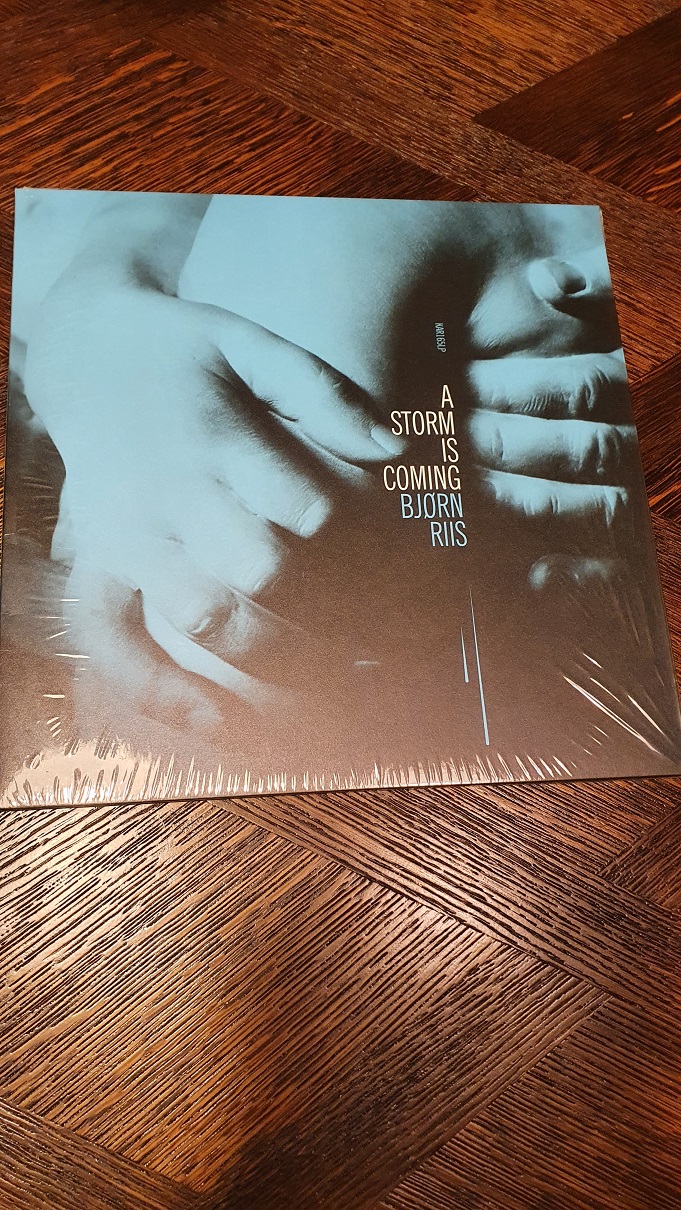 KAR165LP
A
STORM
IS
COMING
BJØRN
RIIS